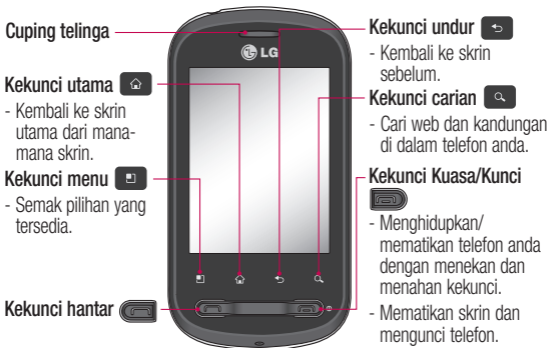 Cuping telinga
Kekunci utama
- Kembali ke skrin
utama dari mana-
mana skrin.
Kekunci menu
- Semak pilihan yang
tersedia.
Kekunci hantar
LG
Kekunci undur
- Kembali ke skrin
sebelum.
Kekunci carian
- Cari web dan kandungan
di dalam telefon anda.
Kekunci Kuasa/Kunci
- Menghidupkan/
mematikan telefon anda
dengan menekan dan
menahan kekunci.
- Mematikan skrin dan
mengunci telefon.